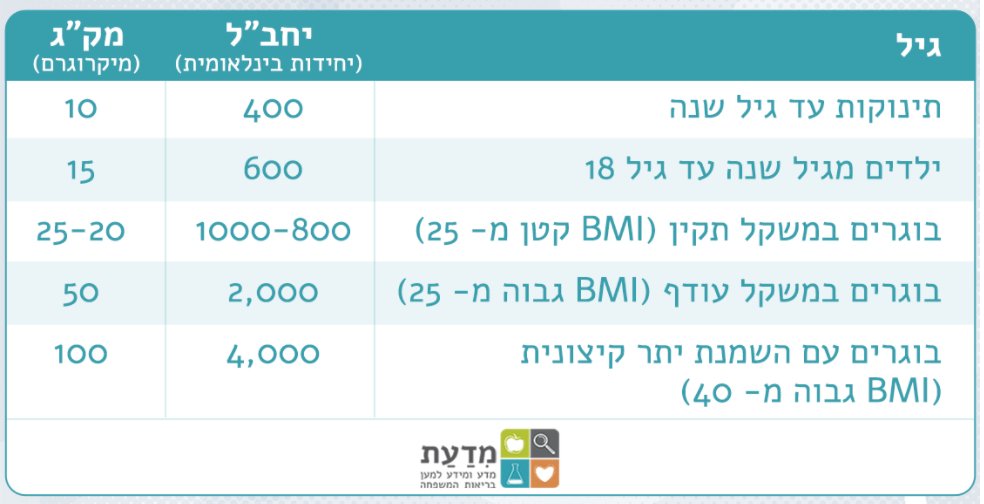 גיל יחב"ל מק"ג
(יחידות בינלאומית) (מיקרוגרם)
תינוקות עד גיל שנה 400 10
ילדים מגיל שנה עד גיל 18 600 15
בוגרים במשקל תקין (BMI קטן מ- 25) 1000-800 25-20
בוגרים במשקל עודף (BMI גבוה מ- 25) 2,000 50
בוגרים עם השמנת יתר קיצונית 4,000 100
(BMI גבוה מ- 40)
מִדַעַת
מדע ומידע למען
בריאות המשפחה